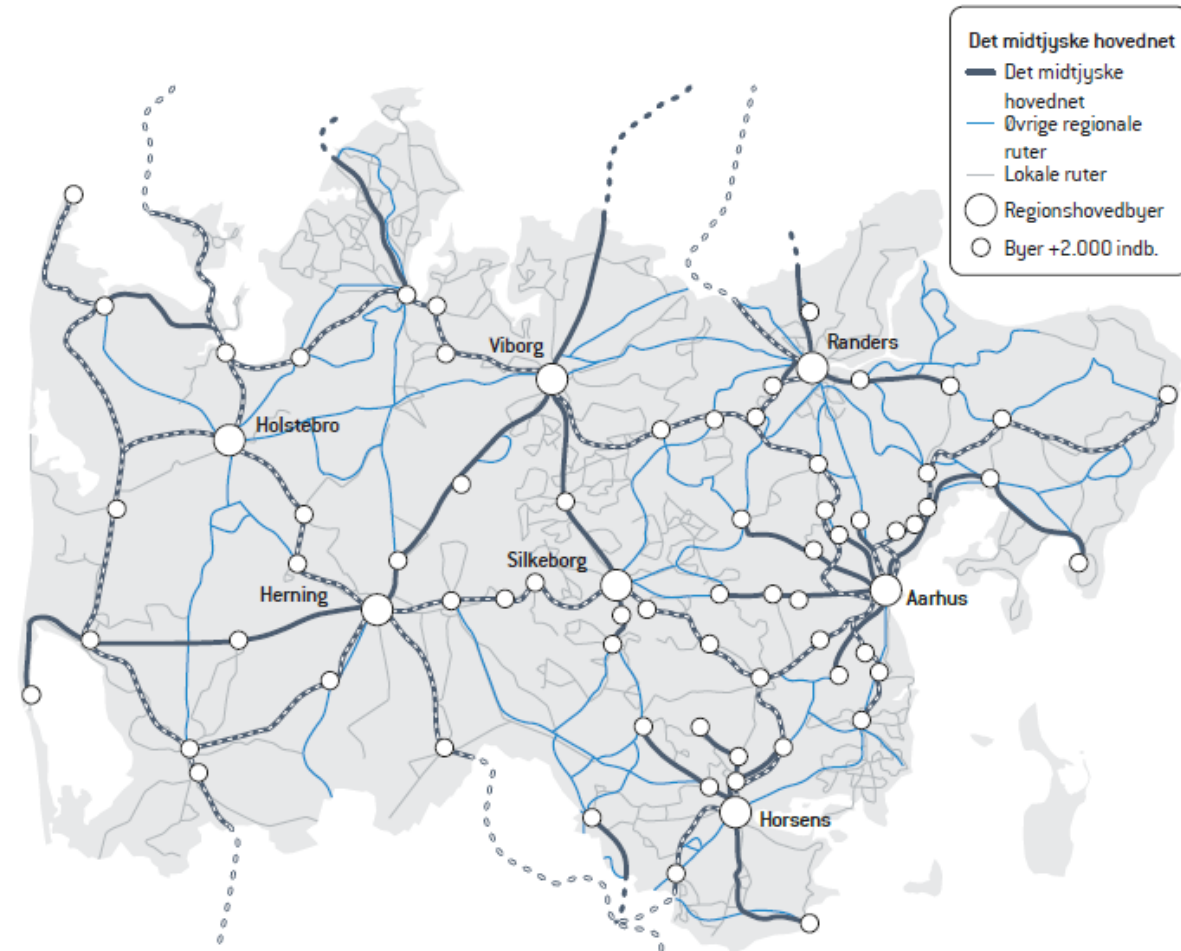 Det midtjyske hovednet
Det midtjyske
hovednet
Øvrige regionale
ruter
Lokale ruter
Regionshovedbyer
Byer +2.000 indb.
Randers
Viborg
Holstebro
Silkeborg
Herning
Aarhus
Horsens